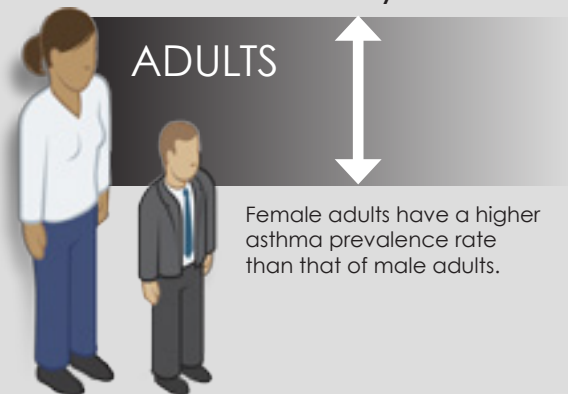 ADULTS
Female adults have a higher
asthma prevalence rate
than that of male adults.